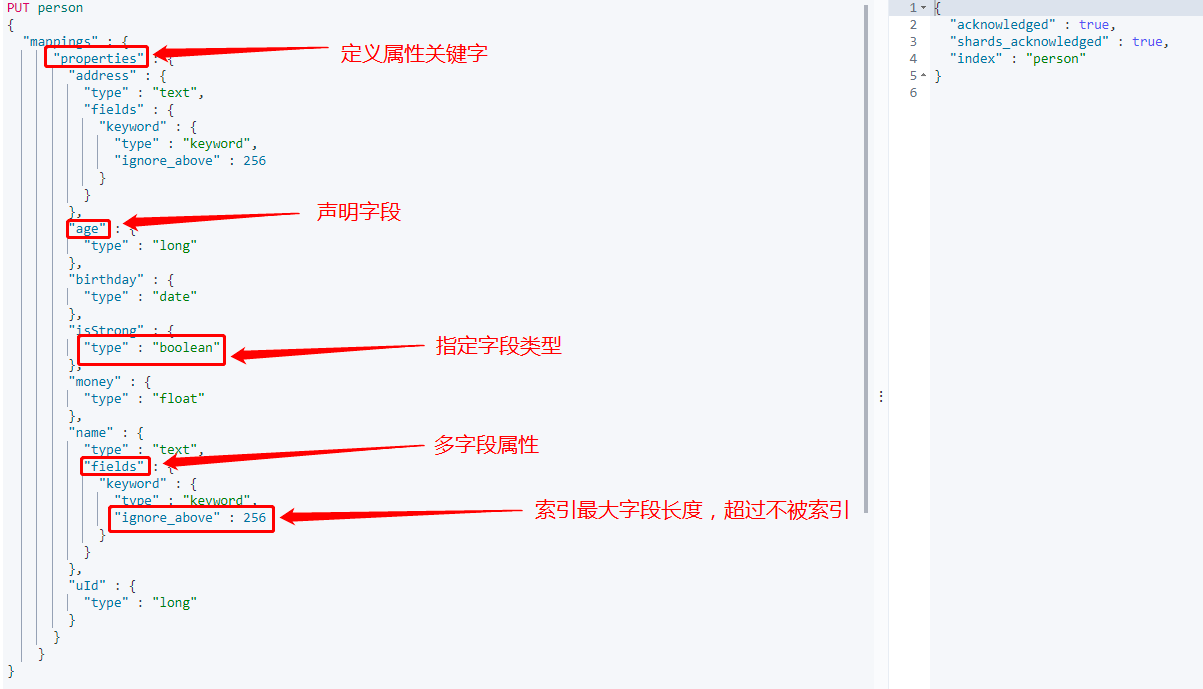 PUT person
{
"mappings" : {
"properties" : {
定义属性关键字
"address" : {
"type" : "text",
"fields" : {
"keyword" : {
"type" : "keyword",
"ignore_above" : 256
}
}
},
"age" : {
声明字段
"type" : "long"
},
"birthday" : {
"type" : "date"
},
"isStrong" : {
"type" : "boolean"
指定字段类型
},
"money" : {
"type" : "float"
},
"name" : {
"type" : "text",
多字段属性
"fields" : {
"keyword" : {
"type" : "keyword",
"ignore_above" : 256
索引最大字段长度，超过不被索引
}
}
},
"uId" : {
"type" : "long"
}
}
}
}
1 {
2 "acknowledged" : true,
3 "shards_acknowledged" : true,
4 "index" : "person"
5 }
6